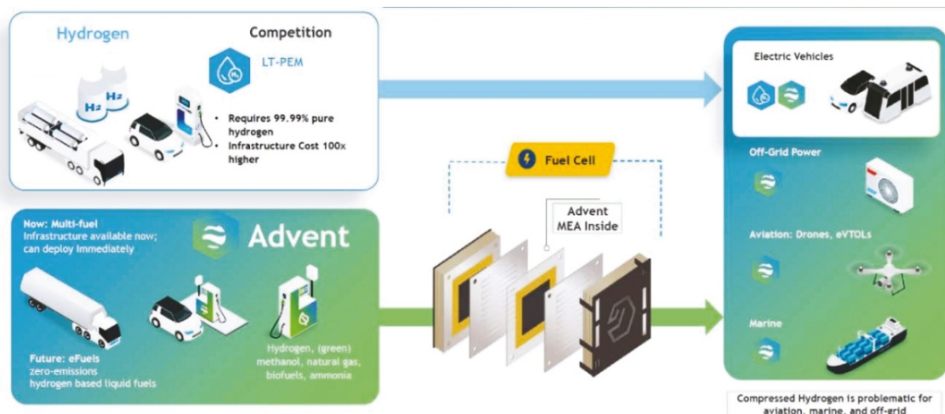 Hydrogen
Competition
LT-PEM
H2
H2
H2
• Requires 99.99% pure
hydrogen
• Infrastructure Cost 100x
higher
Now: Multi-fuel
Infrastructure available now;
can deploy Immediately
Advent
Future: eFuels
zero-emissions
hydrogen based liquid fuels
Hydrogen, (green)
methanol, natural gas,
biofuels, ammonia
Fuel Cell
Advent
MEA Inside
Electric Vehicles
Off-Grid Power
Aviation: Drones, eVTOLs
Marine
Compressed Hydrogen is problematic for
aviation, marine, and off-grid